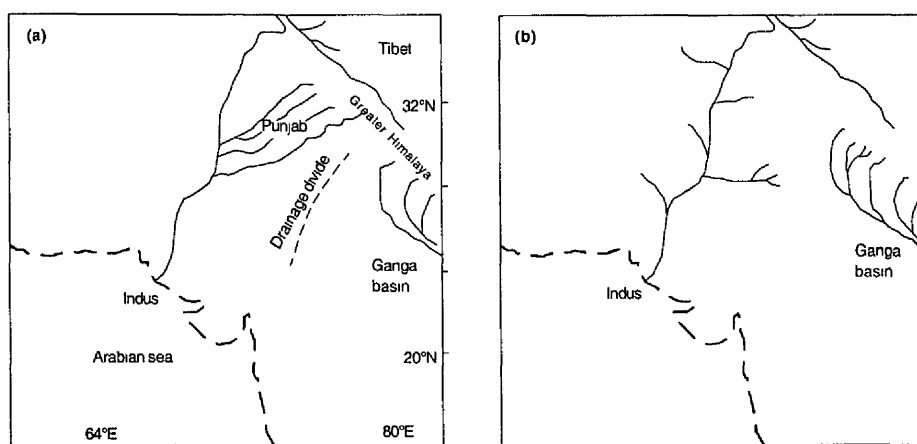 (a)
Tibet
32°N
Greater Himalaya
Punjab
Drainage divide
Ganga
basin
Indus
Arabian sea
20°N
64°E
80°E
(b)
Ganga
basin
Indus